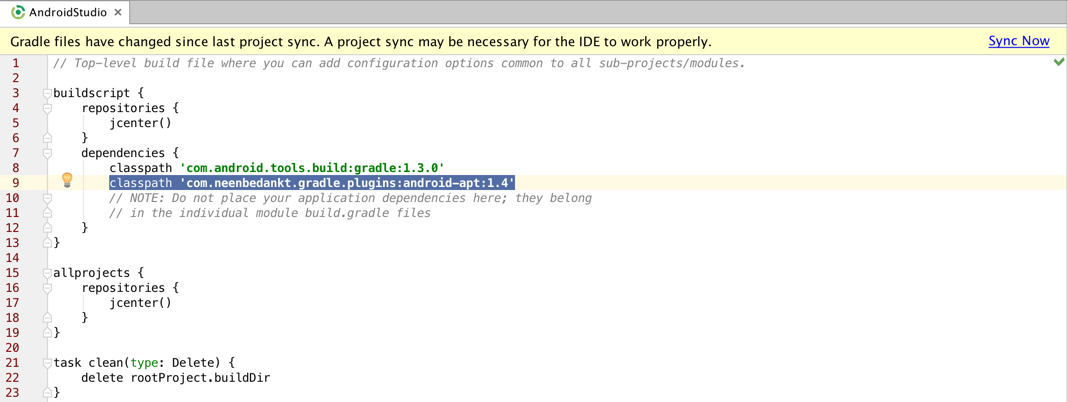 AndroidStudio ×
Gradle files have changed since last project sync. A project sync may be necessary for the IDE to work properly. Sync Now
1 // Top-level build file where you can add configuration options common to all sub-projects/modules.
2
3 buildscript {
4     repositories {
5         jcenter()
6     }
7     dependencies {
8         classpath 'com.android.tools.build:gradle:1.3.0'
9         classpath 'com.neenbedankt.gradle.plugins:android-apt:1.4'
10         // NOTE: Do not place your application dependencies here; they belong
11         // in the individual module build.gradle files
12     }
13 }
14
15 allprojects {
16     repositories {
17         jcenter()
18     }
19 }
20
21 task clean(type: Delete) {
22     delete rootProject.buildDir
23 }